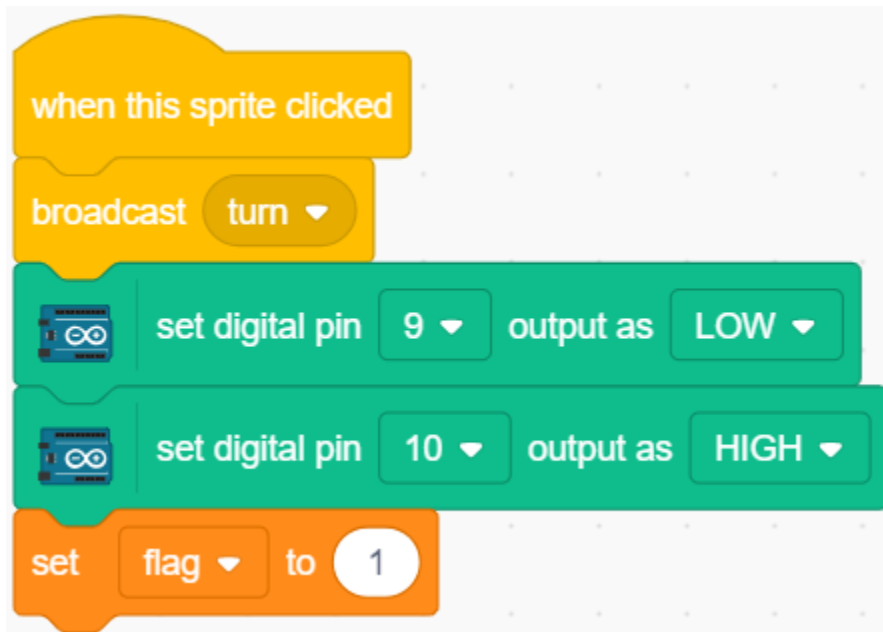 when this sprite clicked
broadcast turn
set digital pin 9 output as LOW
set digital pin 10 output as HIGH
set flag to 1